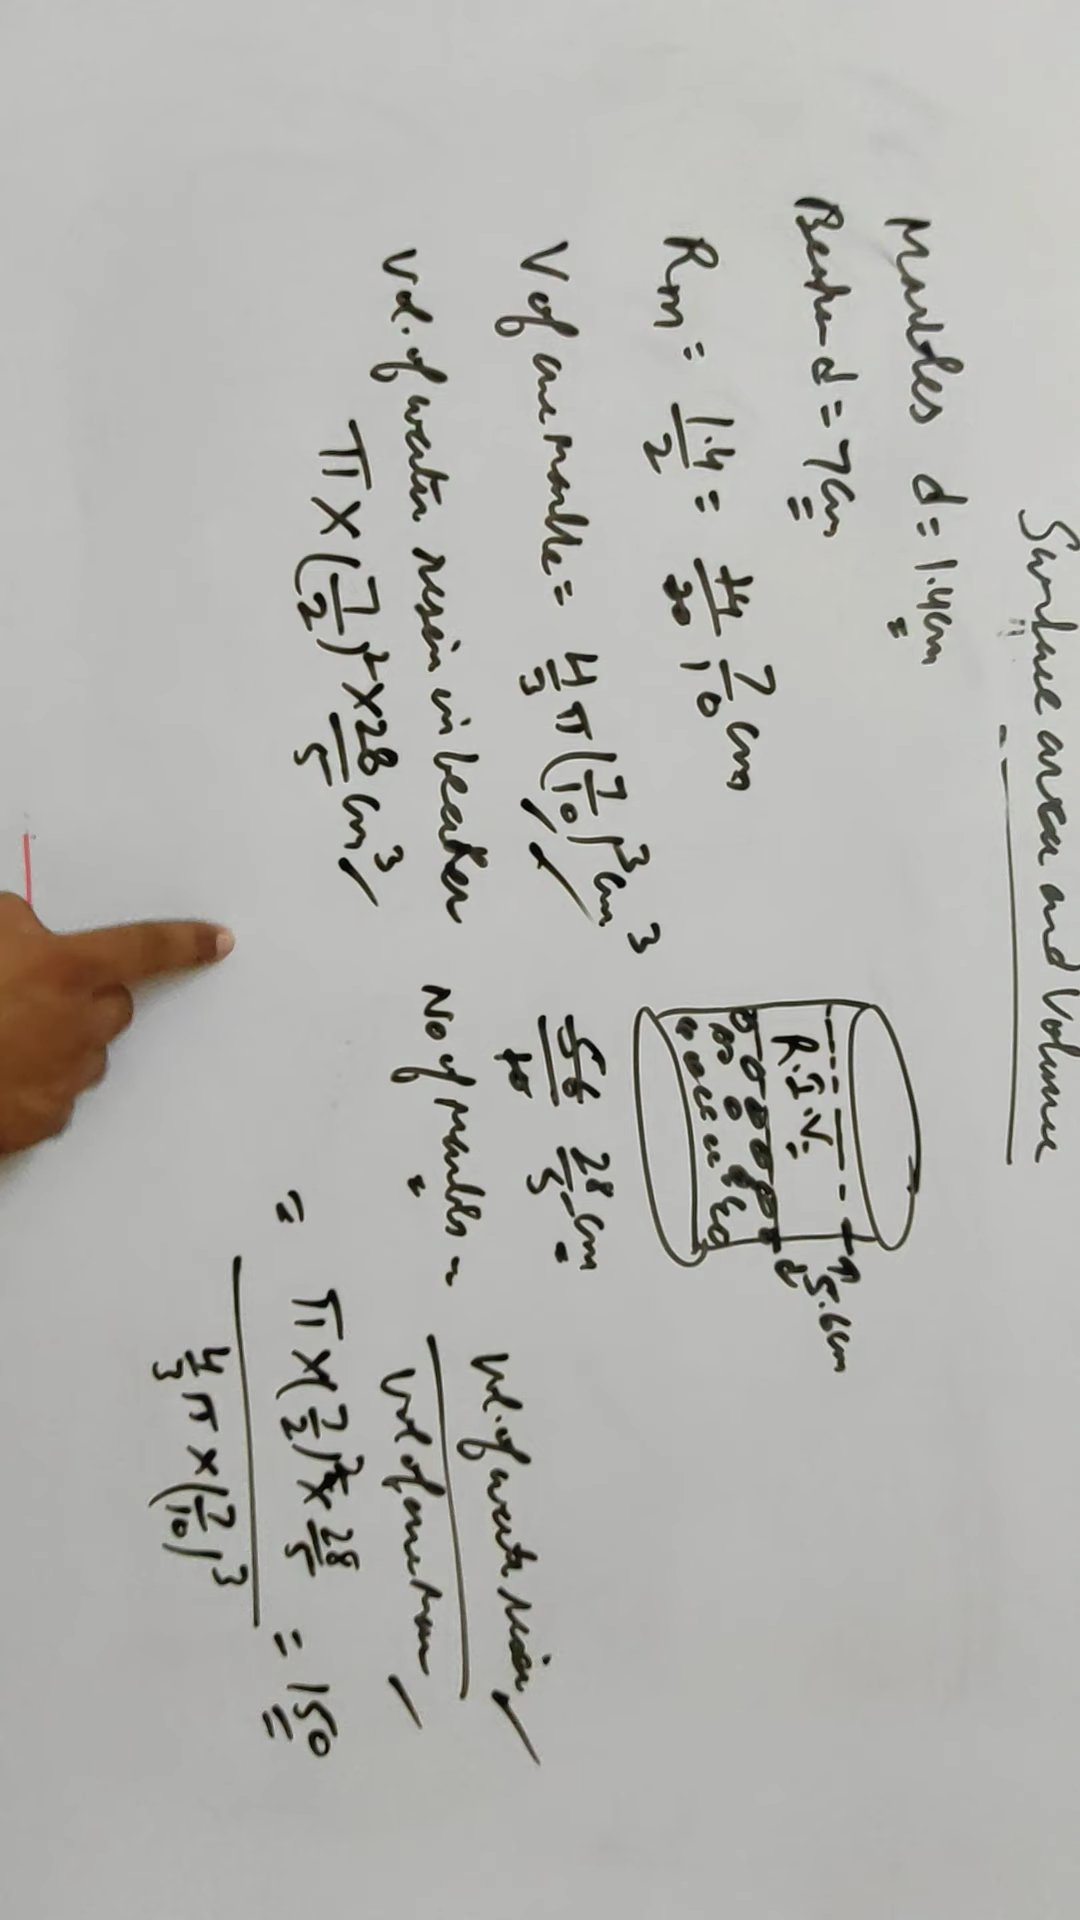 Surface area and Volume
Marbles d = 1.4cm
Beaker d = 7cm
Rm = 1.4/2 = 14/20 7/10 cm
V of one marble = 4/3 π (7/10)³ cm³
Vol. of water risein in beaker
π × (7/2)² × 28/5 cm³
R.I.V.
5.6cm
56/10 28/5 cm
No of marbles =
Vol. of water risein
Vol of one mar
= π × (7/2)² × 28/5 / 4/3 π × (7/10)³ = 150